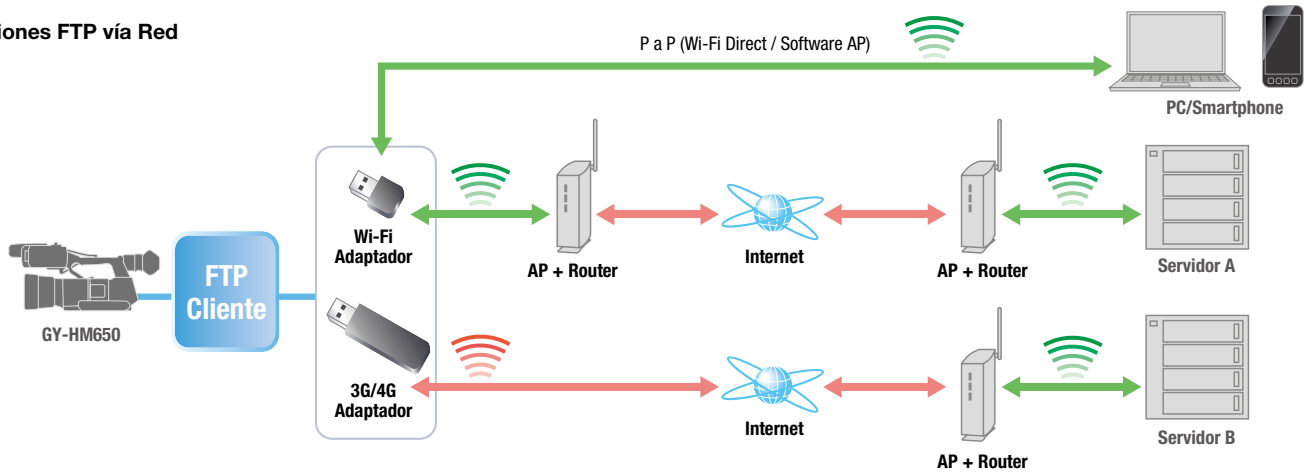 iones FTP vía Red
P a P (Wi-Fi Direct / Software AP)
PC/Smartphone
Wi-Fi
Adaptador
AP + Router
Internet
AP + Router
Servidor A
FTP
Cliente
GY-HM650
3G/4G
Adaptador
Internet
AP + Router
Servidor B